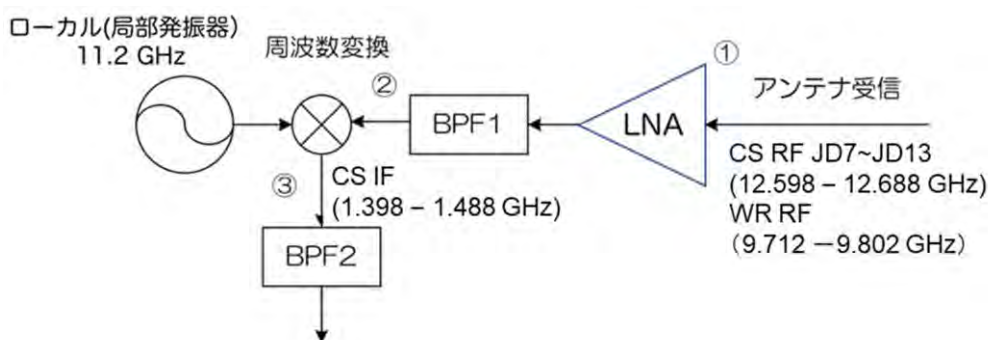 ローカル(局部発振器)
11.2 GHz
周波数変換
①
②
アンテナ受信
BPF1
LNA
CS RF JD7~JD13
(12.598 – 12.688 GHz)
WR RF
(9.712 －9.802 GHz)
③
CS IF
(1.398 – 1.488 GHz)
BPF2